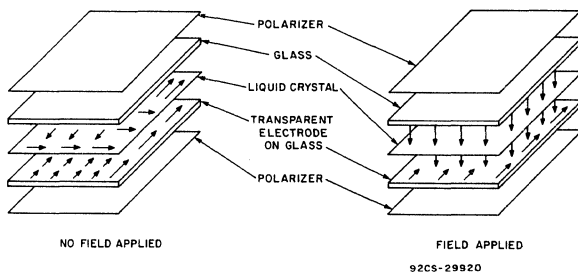 POLARIZER
GLASS
LIQUID CRYSTAL
TRANSPARENT
ELECTRODE
ON GLASS
POLARIZER
NO FIELD APPLIED
FIELD APPLIED
92CS-29920